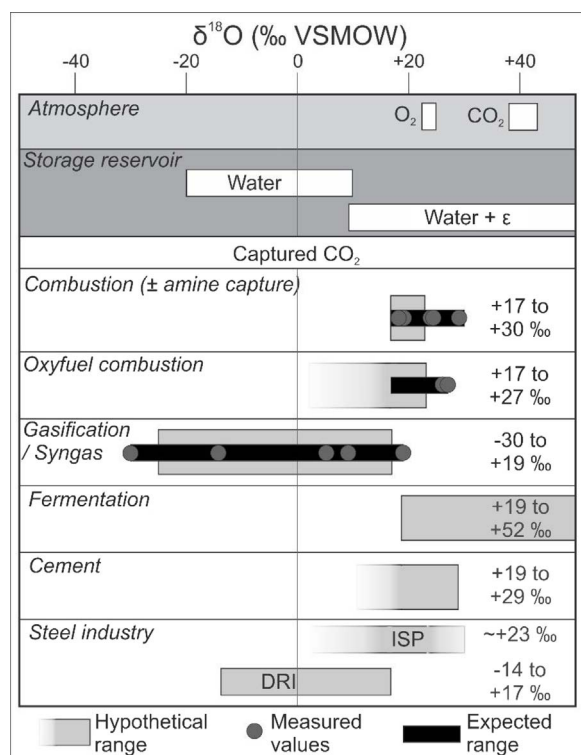 δ¹⁸O (‰ VSMOW)
-40 -20 0 +20 +40
Atmosphere O₂ CO₂
Storage reservoir
Water
Water + ε
Captured CO₂
Combustion (± amine capture)
+17 to
+30 ‰
Oxyfuel combustion
+17 to
+27 ‰
Gasification
/ Syngas
-30 to
+19 ‰
Fermentation
+19 to
+52 ‰
Cement
+19 to
+29 ‰
Steel industry
ISP ~+23 ‰
DRI
-14 to
+17 ‰
Hypothetical
range
Measured
values
Expected
range